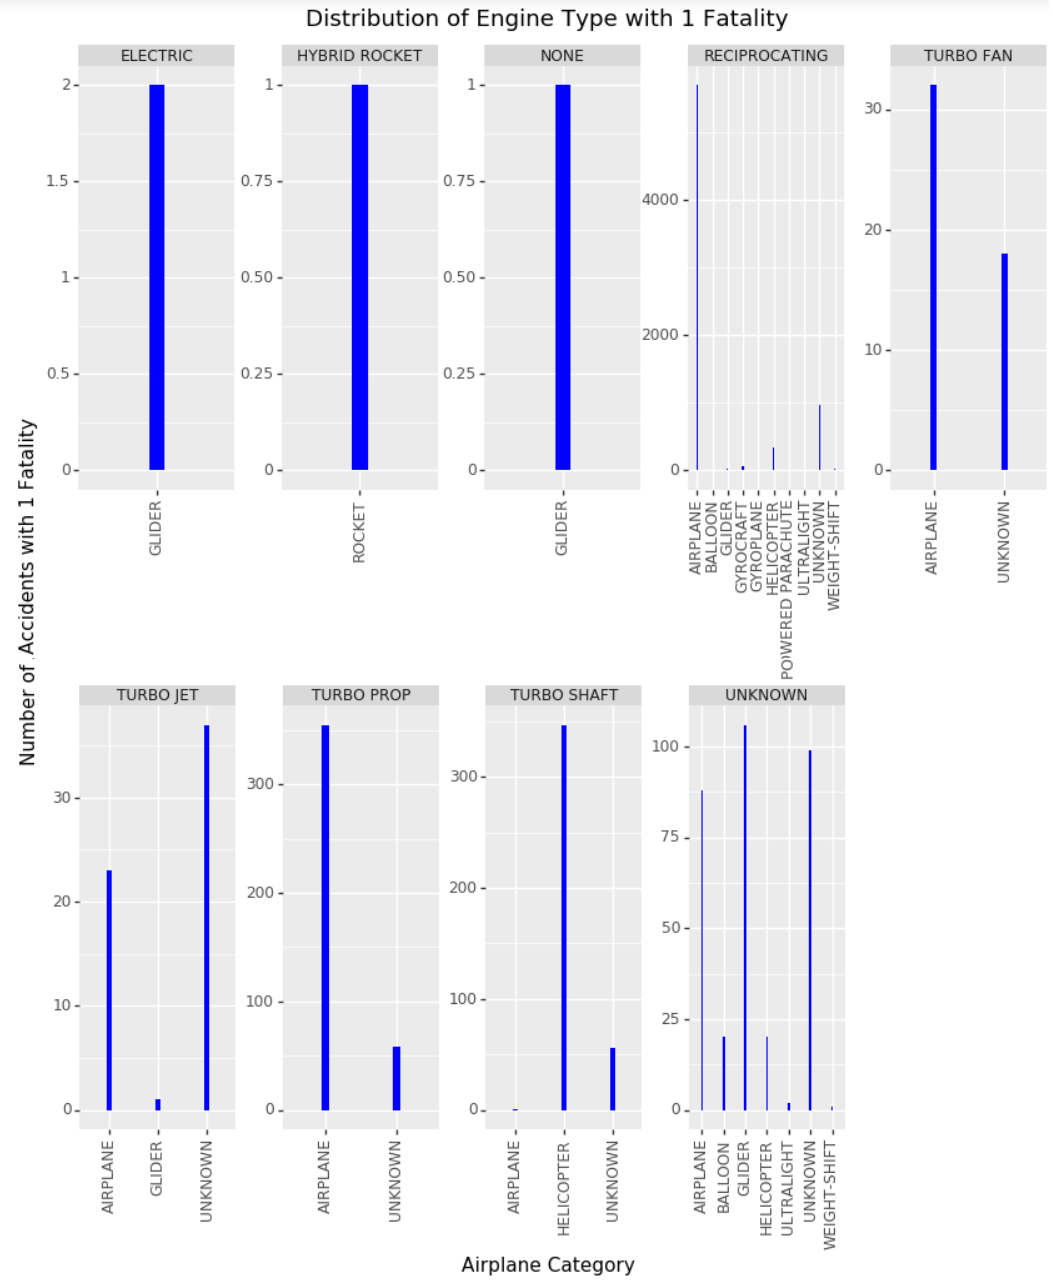 Distribution of Engine Type with 1 Fatality
ELECTRIC
HYBRID ROCKET
NONE
RECIPROCATING
TURBO FAN
2
1.5
1
0.5
0
1
0.75
0.50
0.25
0
1
0.75
0.50
0.25
0
4000
2000
0
30
20
10
0
GLIDER
ROCKET
GLIDER
AIRPLANE
BALLOON
GLIDER
GYROCRAFT
GYROPLANE
HELICOPTER
POWERED PARACHUTE
ULTRALIGHT
UNKNOWN
WEIGHT-SHIFT
AIRPLANE
UNKNOWN
Number of Accidents with 1 Fatality
TURBO JET
TURBO PROP
TURBO SHAFT
UNKNOWN
30
20
10
0
300
200
100
0
300
200
100
0
100
75
50
25
0
AIRPLANE
GLIDER
UNKNOWN
AIRPLANE
UNKNOWN
AIRPLANE
HELICOPTER
UNKNOWN
AIRPLANE
BALLOON
GLIDER
HELICOPTER
ULTRALIGHT
UNKNOWN
WEIGHT-SHIFT
Airplane Category